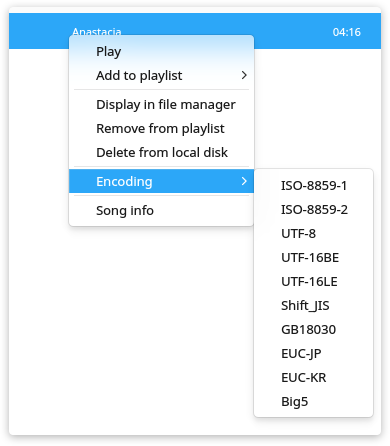 Anastacia
04:16
Play
Add to playlist
Display in file manager
Remove from playlist
Delete from local disk
Encoding
Song info
ISO-8859-1
ISO-8859-2
UTF-8
UTF-16BE
UTF-16LE
Shift_JIS
GB18030
EUC-JP
EUC-KR
Big5